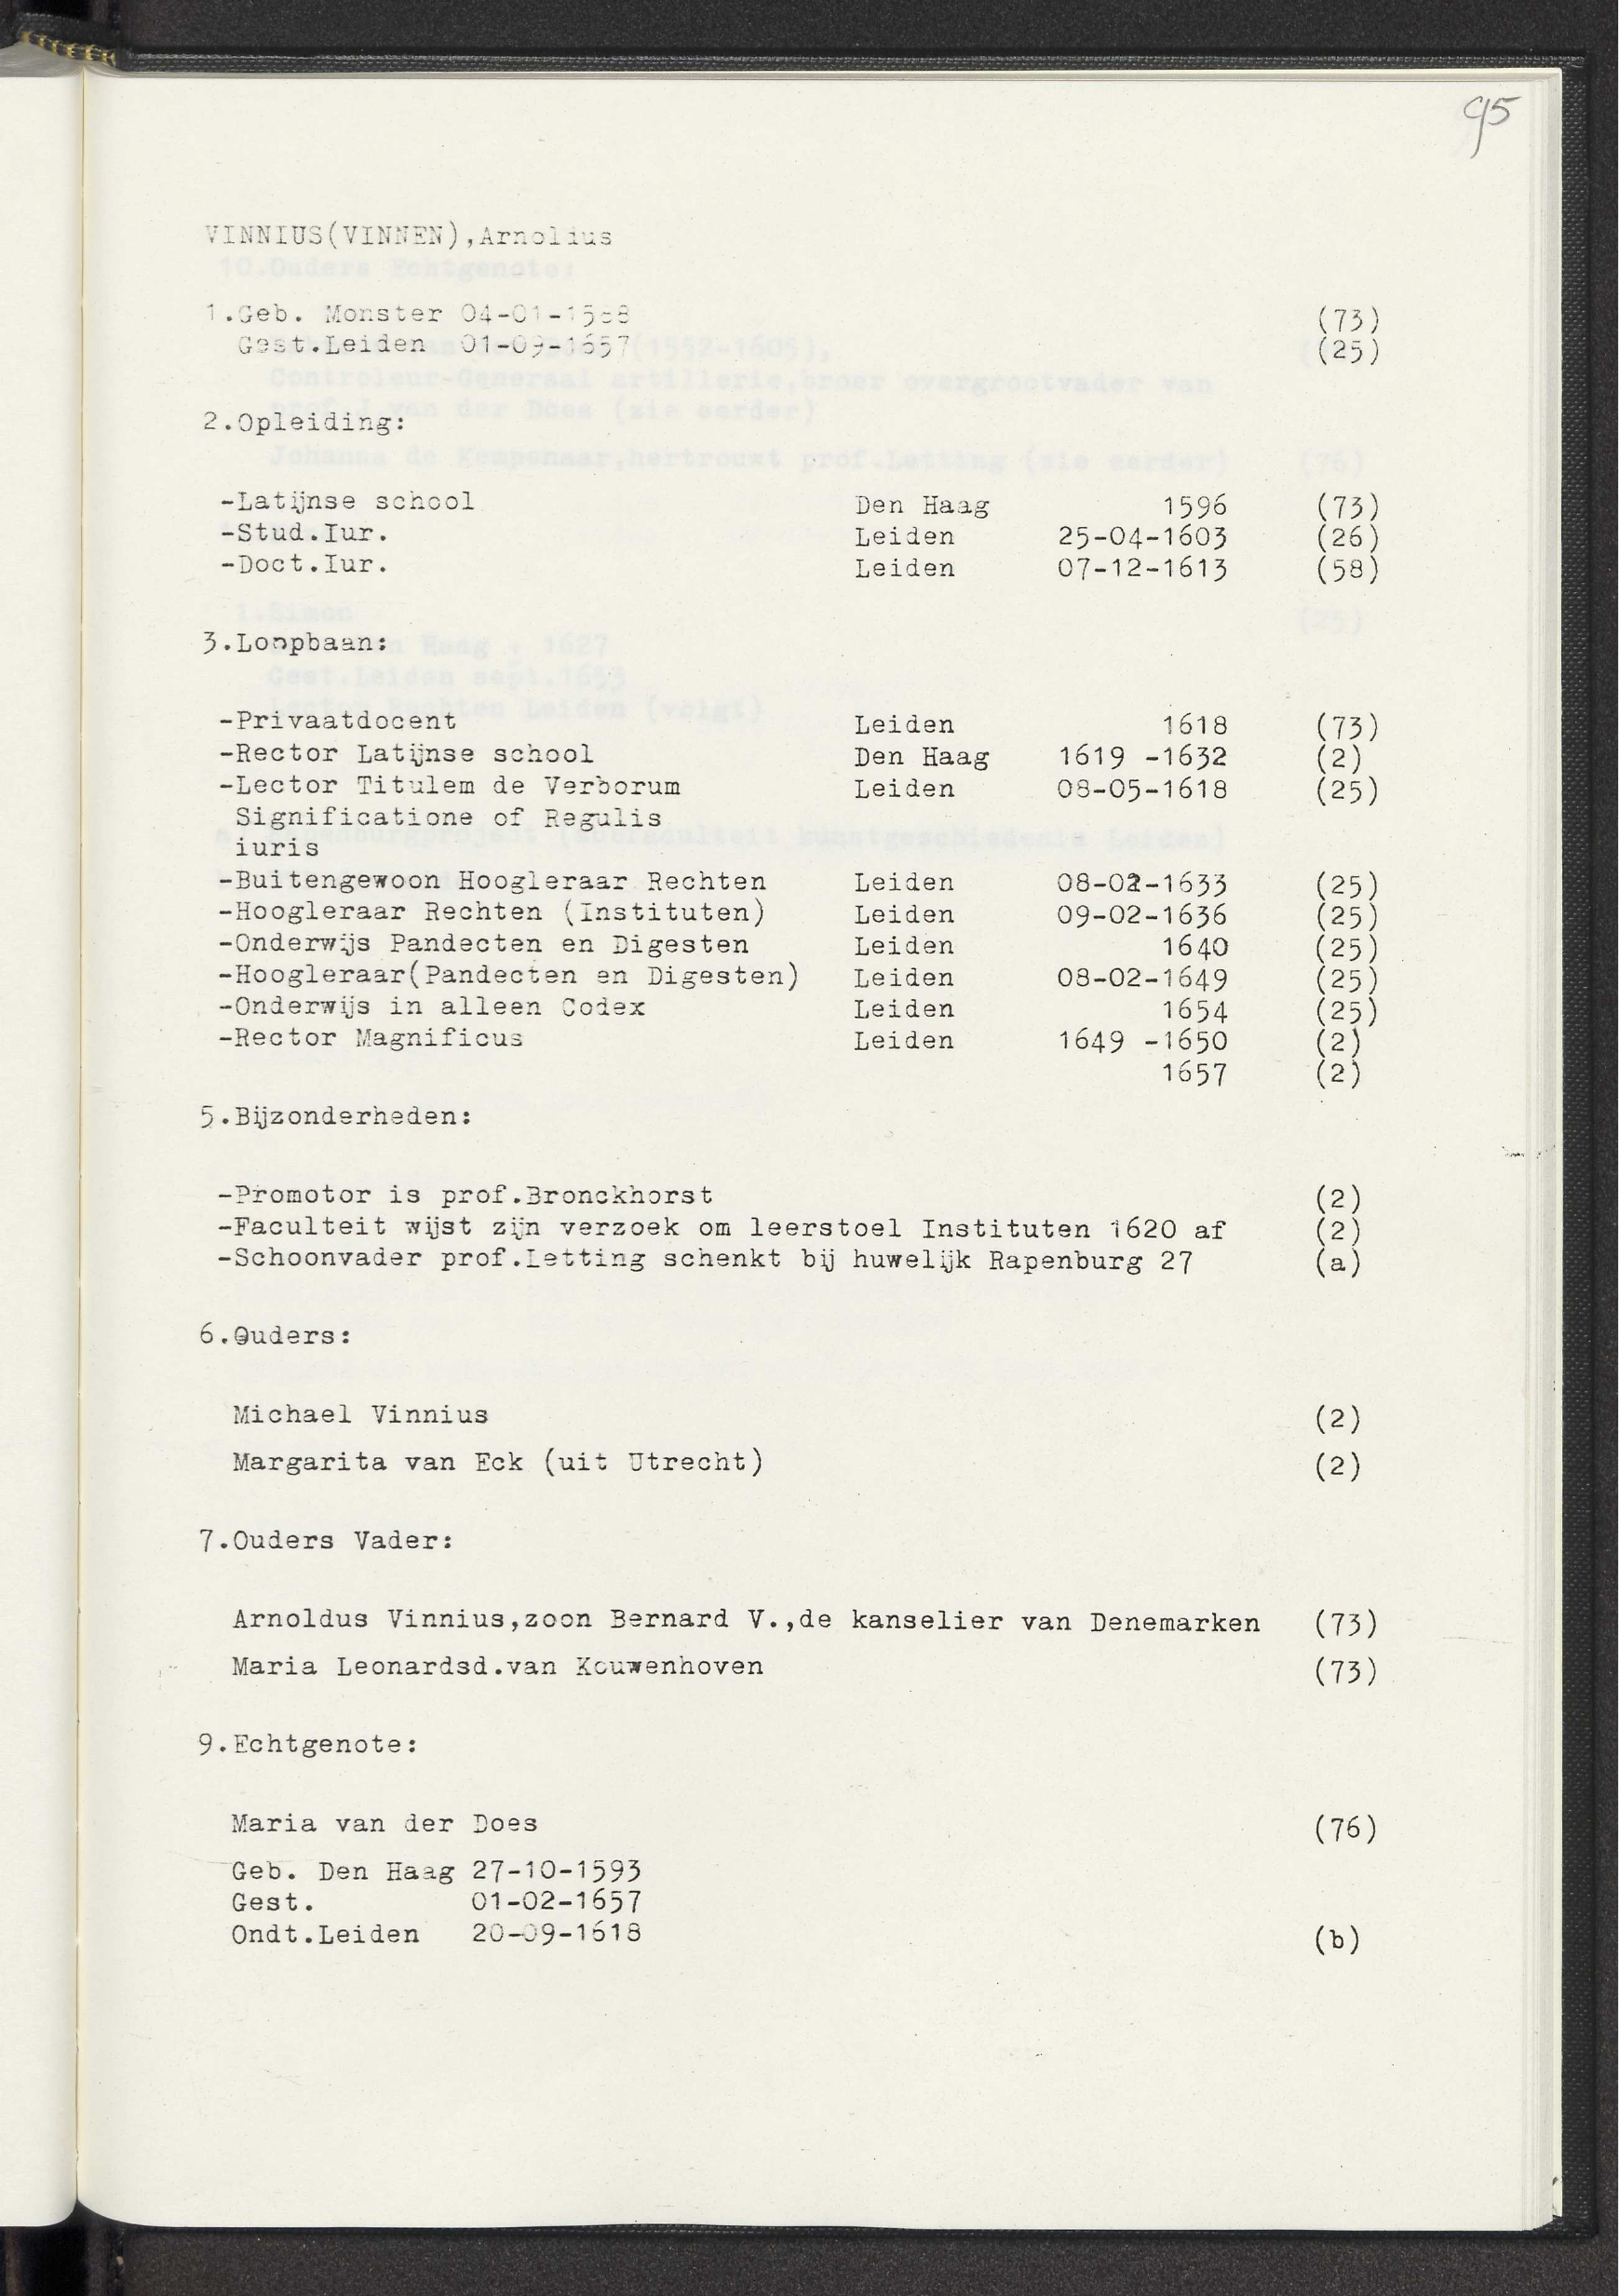 95
VINNIUS(VINNEN),Arnoldus
1.Geb. Monster 04-01-1588 (73)
Gest.Leiden 01-09-1657 (25)
2.Opleiding:
-Latijnse school Den Haag 1596 (73)
-Stud.Iur. Leiden 25-04-1603 (26)
-Doct.Iur. Leiden 07-12-1613 (58)
3.Loopbaan:
-Privaatdocent Leiden 1618 (73)
-Rector Latijnse school Den Haag 1619 -1632 (2)
-Lector Titulem de Verborum Leiden 08-05-1618 (25)
Significatione of Regulis
iuris
-Buitengewoon Hoogleraar Rechten Leiden 08-02-1633 (25)
-Hoogleraar Rechten (Instituten) Leiden 09-02-1636 (25)
-Onderwijs Pandecten en Digesten Leiden 1640 (25)
-Hoogleraar(Pandecten en Digesten) Leiden 08-02-1649 (25)
-Onderwijs in alleen Codex Leiden 1654 (25)
-Rector Magnificus Leiden 1649 -1650 (2)
1657 (2)
5.Bijzonderheden:
-Promotor is prof.Bronckhorst (2)
-Faculteit wijst zijn verzoek om leerstoel Instituten 1620 af (2)
-Schoonvader prof.Letting schenkt bij huwelijk Rapenburg 27 (a)
6.Ouders:
Michael Vinnius (2)
Margarita van Eck (uit Utrecht) (2)
7.Ouders Vader:
Arnoldus Vinnius,zoon Bernard V.,de kanselier van Denemarken (73)
Maria Leonardsd.van Kouwenhoven (73)
9.Echtgenote:
Maria van der Does (76)
Geb. Den Haag 27-10-1593
Gest. 01-02-1657
Ondt.Leiden 20-09-1618 (b)